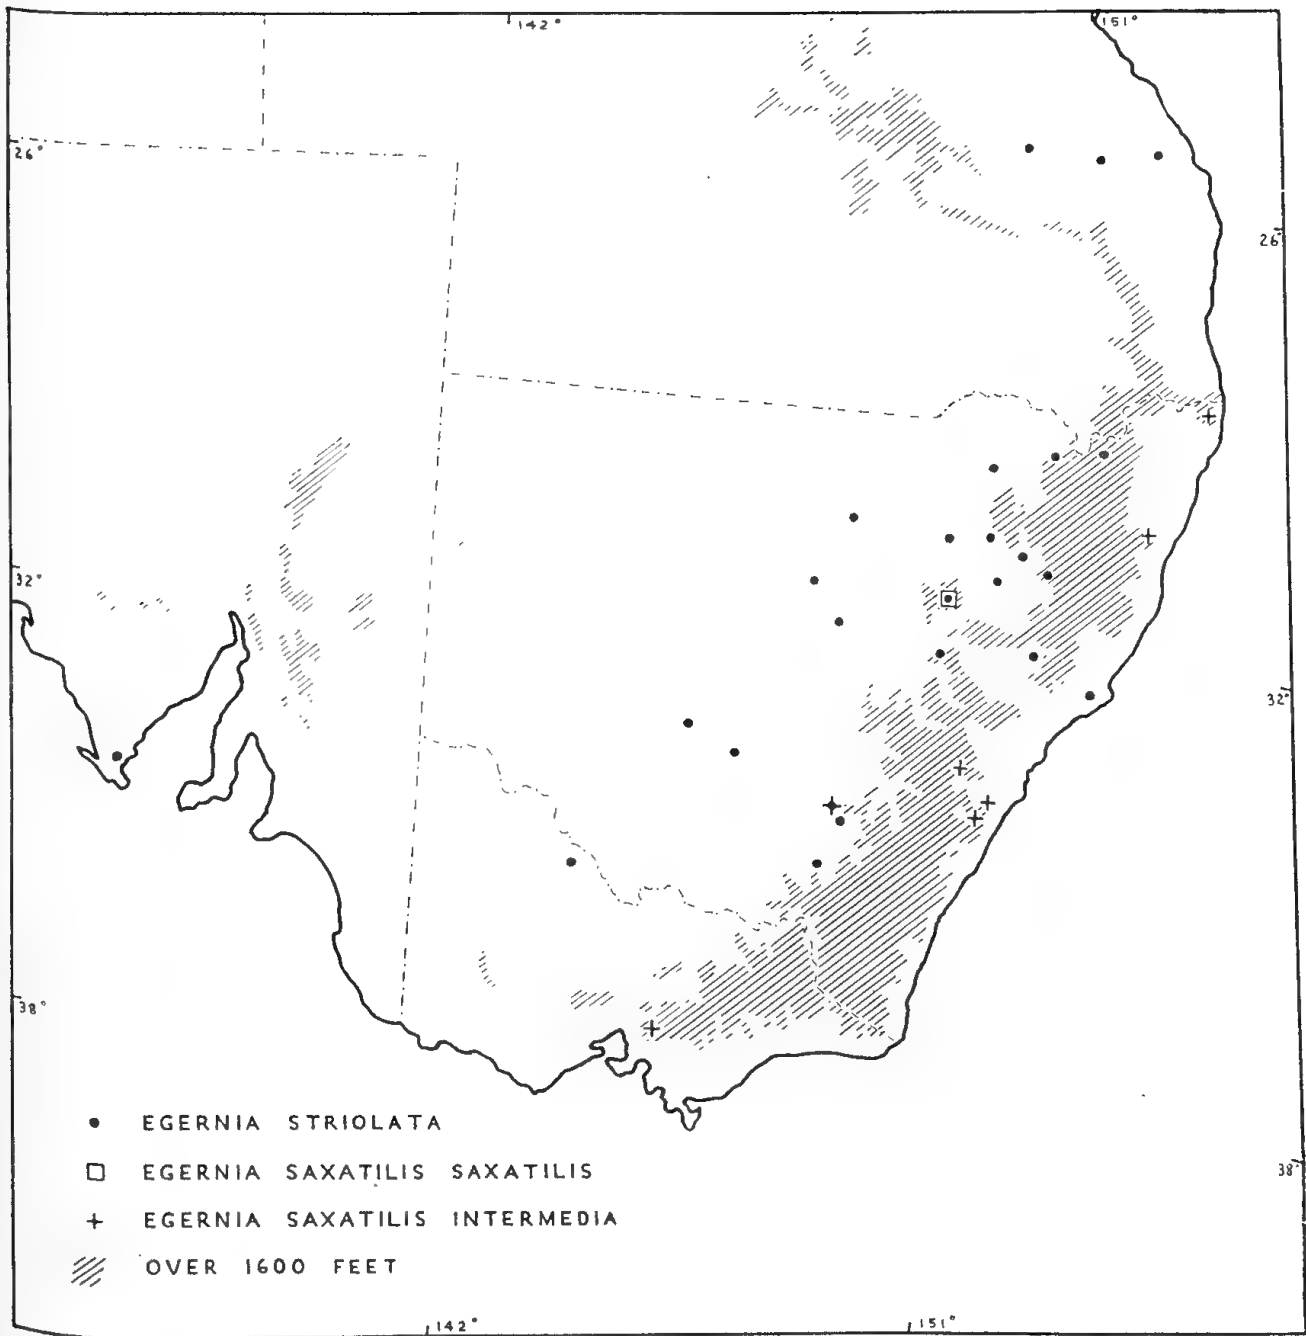 142° 151°
26°
26°
32°
32°
38°
38°
• EGERNIA STRIOLATA
□ EGERNIA SAXATILIS SAXATILIS
+ EGERNIA SAXATILIS INTERMEDIA
OVER 1600 FEET
142° 151°